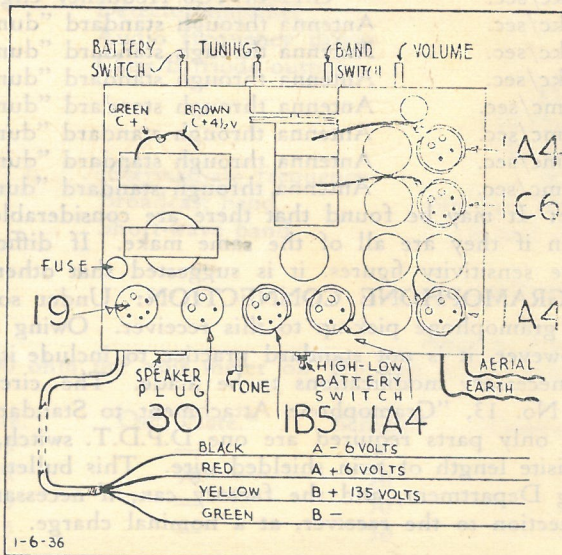 BATTERY SWITCH
TUNING
BAND SWITCH
VOLUME
GREEN C+
BROWN C+4½V
1A4
1C6
FUSE
19
1A4
SPEAKER PLUG
TONE
HIGH-LOW BATTERY SWITCH
AERIAL
EARTH
30
1B5
1A4
BLACK A - 6 VOLTS
RED A + 6 VOLTS
YELLOW B + 135 VOLTS
GREEN B -
1-6-36